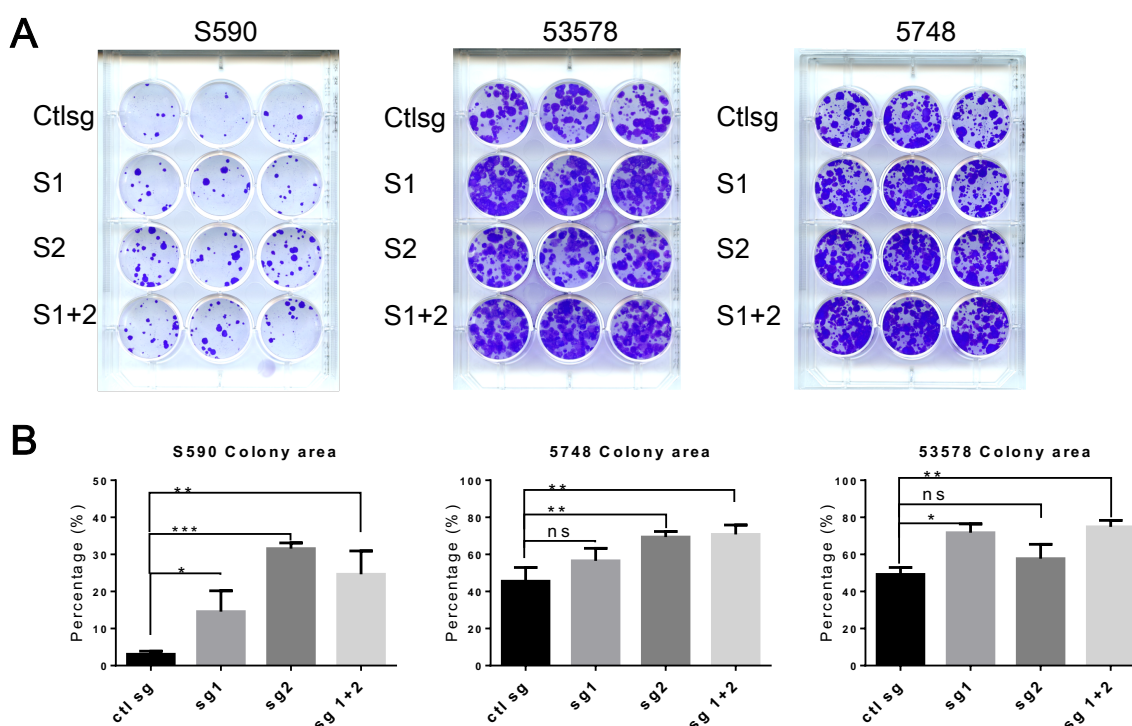 A
S590
53578
5748
Ctlsg
S1
S2
S1+2
Ctlsg
S1
S2
S1+2
Ctlsg
S1
S2
S1+2
B
S590 Colony area
Percentage (%)
50
40
30
20
10
0
**
***
*
ctl sg
sg1
sg2
sg 1+2
5748 Colony area
Percentage (%)
100
80
60
40
20
0
**
**
ns
ctl sg
sg1
sg2
sg 1+2
53578 Colony area
Percentage (%)
100
80
60
40
20
0
**
ns
*
ctl sg
sg1
sg2
sg 1+2